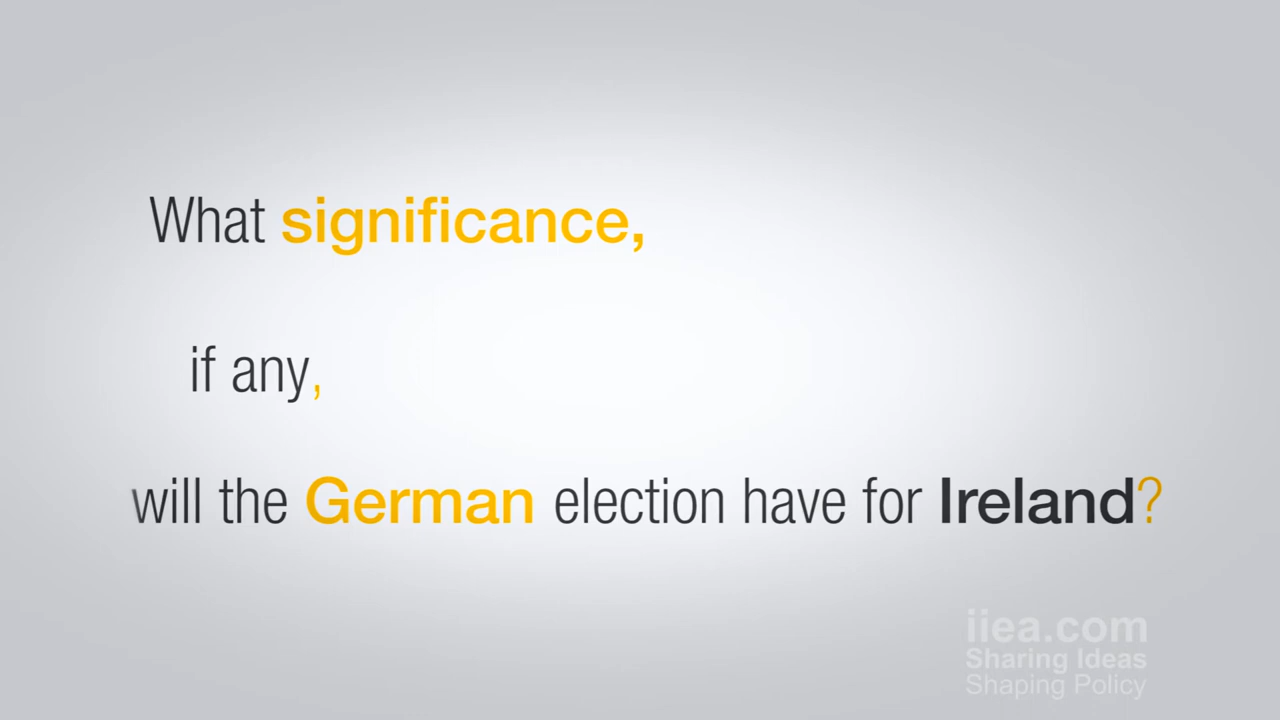 What significance,
if any,
will the German election have for Ireland?
iiea.com
Sharing Ideas
Shaping Policy